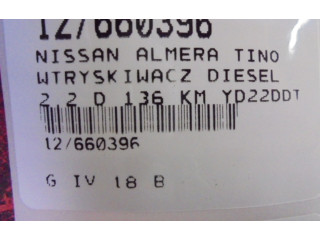 12/660396
NISSAN ALMERA TINO
WTRYSKIWACZ DIESEL
2.2 D 136 KM YD22DDT
12/660396
G IV 18 B